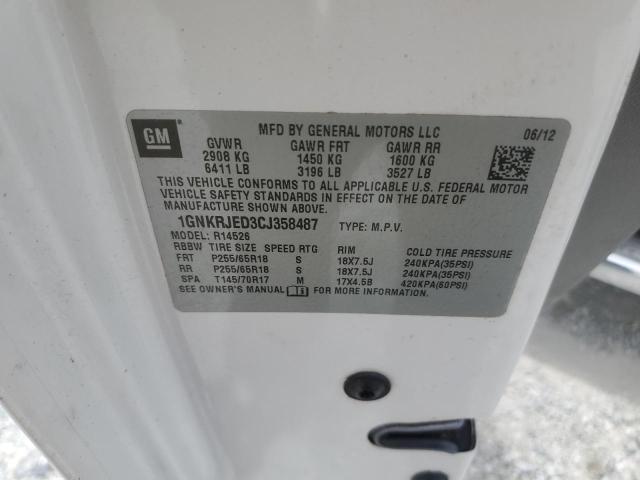 GM
MFD BY GENERAL MOTORS LLC 06/12
GVWR GAWR FRT GAWR RR
2908 KG 1450 KG 1600 KG
6411 LB 3196 LB 3527 LB
THIS VEHICLE CONFORMS TO ALL APPLICABLE U.S. FEDERAL MOTOR
VEHICLE SAFETY STANDARDS IN EFFECT ON THE DATE OF
MANUFACTURE SHOWN ABOVE.
1GNKRJED3CJ358487 TYPE: M.P.V.
MODEL: R14526
RBBW TIRE SIZE SPEED RTG RIM COLD TIRE PRESSURE
FRT P255/65R18 S 18X7.5J 240KPA(35PSI)
RR P255/65R18 S 18X7.5J 240KPA(35PSI)
SPA T145/70R17 M 17X4.5B 420KPA(60PSI)
SEE OWNER'S MANUAL FOR MORE INFORMATION.